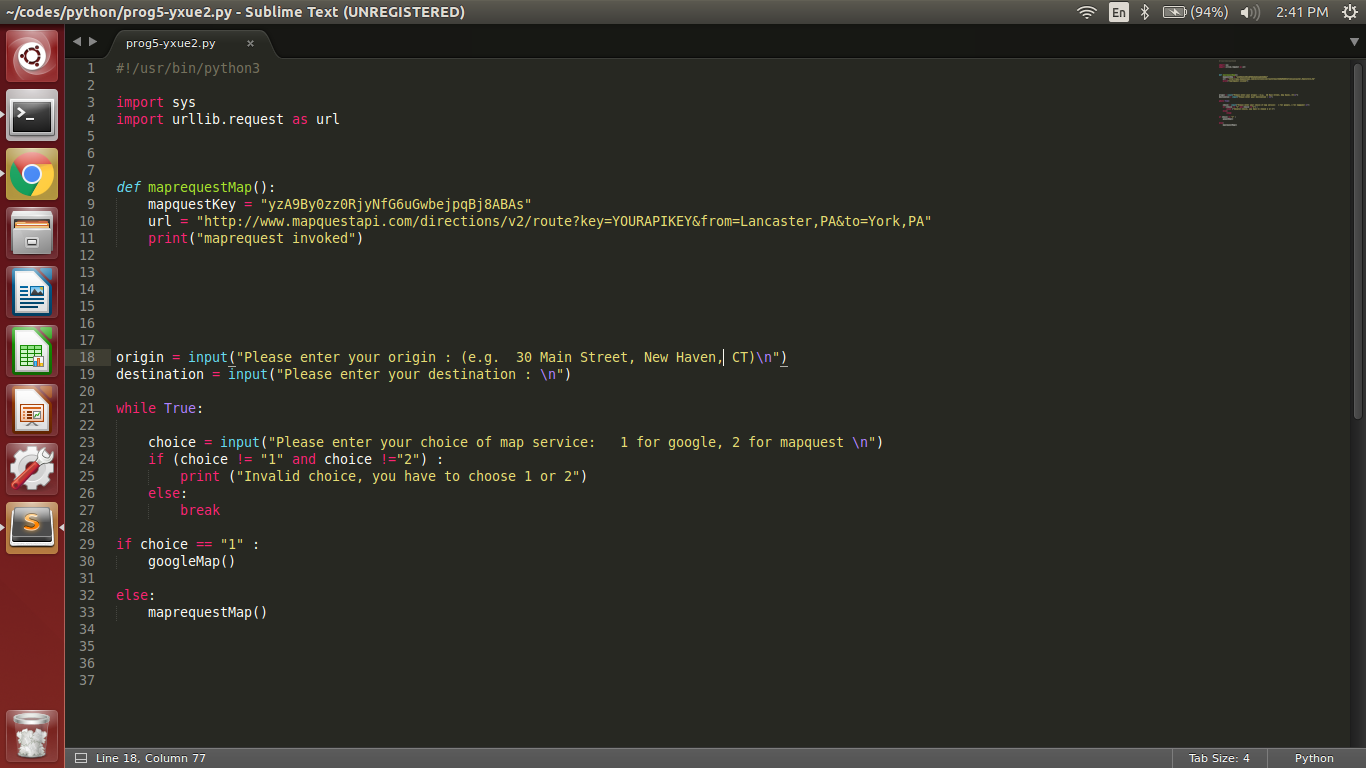 ~/codes/python/prog5-yxue2.py - Sublime Text (UNREGISTERED)
En (94%) 2:41 PM
prog5-yxue2.py ×
1 #!/usr/bin/python3
2
3 import sys
4 import urllib.request as url
5
6
7
8 def maprequestMap():
9 mapquestKey = "yzA9By0zz0RjyNfG6uGwbejpqBj8ABAs"
10 url = "http://www.mapquestapi.com/directions/v2/route?key=YOURAPIKEY&from=Lancaster,PA&to=York,PA"
11 print("maprequest invoked")
12
13
14
15
16
17
18 origin = input("Please enter your origin : (e.g.  30 Main Street, New Haven, CT)\n")
19 destination = input("Please enter your destination : \n")
20
21 while True:
22
23 choice = input("Please enter your choice of map service:   1 for google, 2 for mapquest \n")
24 if (choice != "1" and choice !="2") :
25 print ("Invalid choice, you have to choose 1 or 2")
26 else:
27 break
28
29 if choice == "1" :
30 googleMap()
31
32 else:
33 maprequestMap()
34
35
36
37
Line 18, Column 77 Tab Size: 4 Python